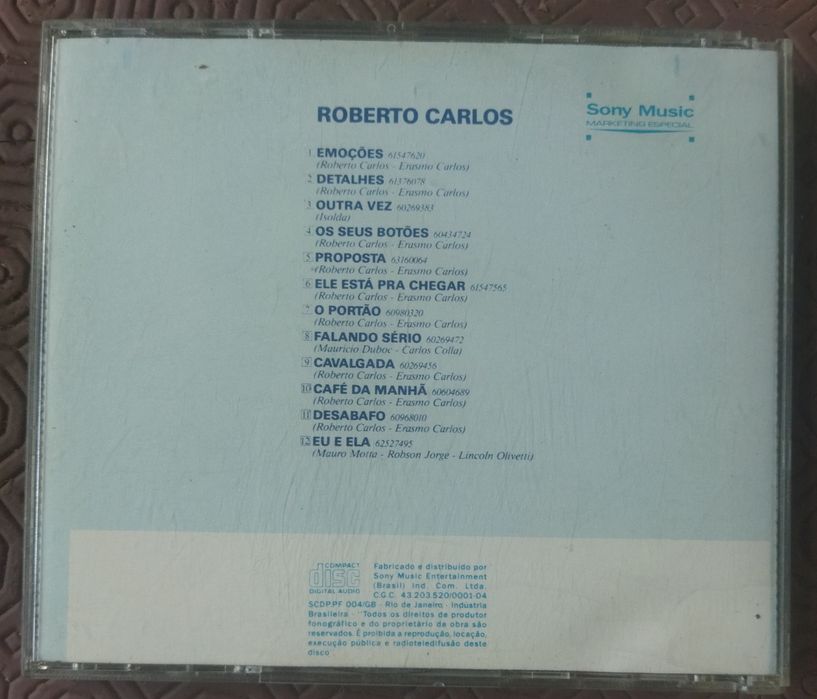 ROBERTO CARLOS
Sony Music
MARKETING ESPECIAL
1 EMOÇÕES 61547620
(Roberto Carlos - Erasmo Carlos)
2 DETALHES 61376078
(Roberto Carlos - Erasmo Carlos)
3 OUTRA VEZ 60269383
(Isolda)
4 OS SEUS BOTÕES 60434724
(Roberto Carlos - Erasmo Carlos)
5 PROPOSTA 63160064
(Roberto Carlos - Erasmo Carlos)
6 ELE ESTÁ PRA CHEGAR 61547565
(Roberto Carlos - Erasmo Carlos)
7 O PORTÃO 60980320
(Roberto Carlos - Erasmo Carlos)
8 FALANDO SÉRIO 60269472
(Maurício Duboc - Carlos Colla)
9 CAVALGADA 60269456
(Roberto Carlos - Erasmo Carlos)
10 CAFÉ DA MANHÃ 60604689
(Roberto Carlos - Erasmo Carlos)
11 DESABAFO 60968010
(Roberto Carlos - Erasmo Carlos)
12 EU E ELA 62527495
(Mauro Motta - Robson Jorge - Lincoln Olivetti)
COMPACT
disc
DIGITAL AUDIO
Fabricado e distribuído por
Sony Music Entertainment
(Brasil) Ind. Com. Ltda.
C.G.C. 43.203.520/0001-04
SCDP.PF 004/GB - Rio de Janeiro - Indústria
Brasileira - "Todos os direitos de produtor
fonográfico e do proprietário da obra são
reservados. É proibida a reprodução, locação,
execução pública e radioteledifusão deste
disco